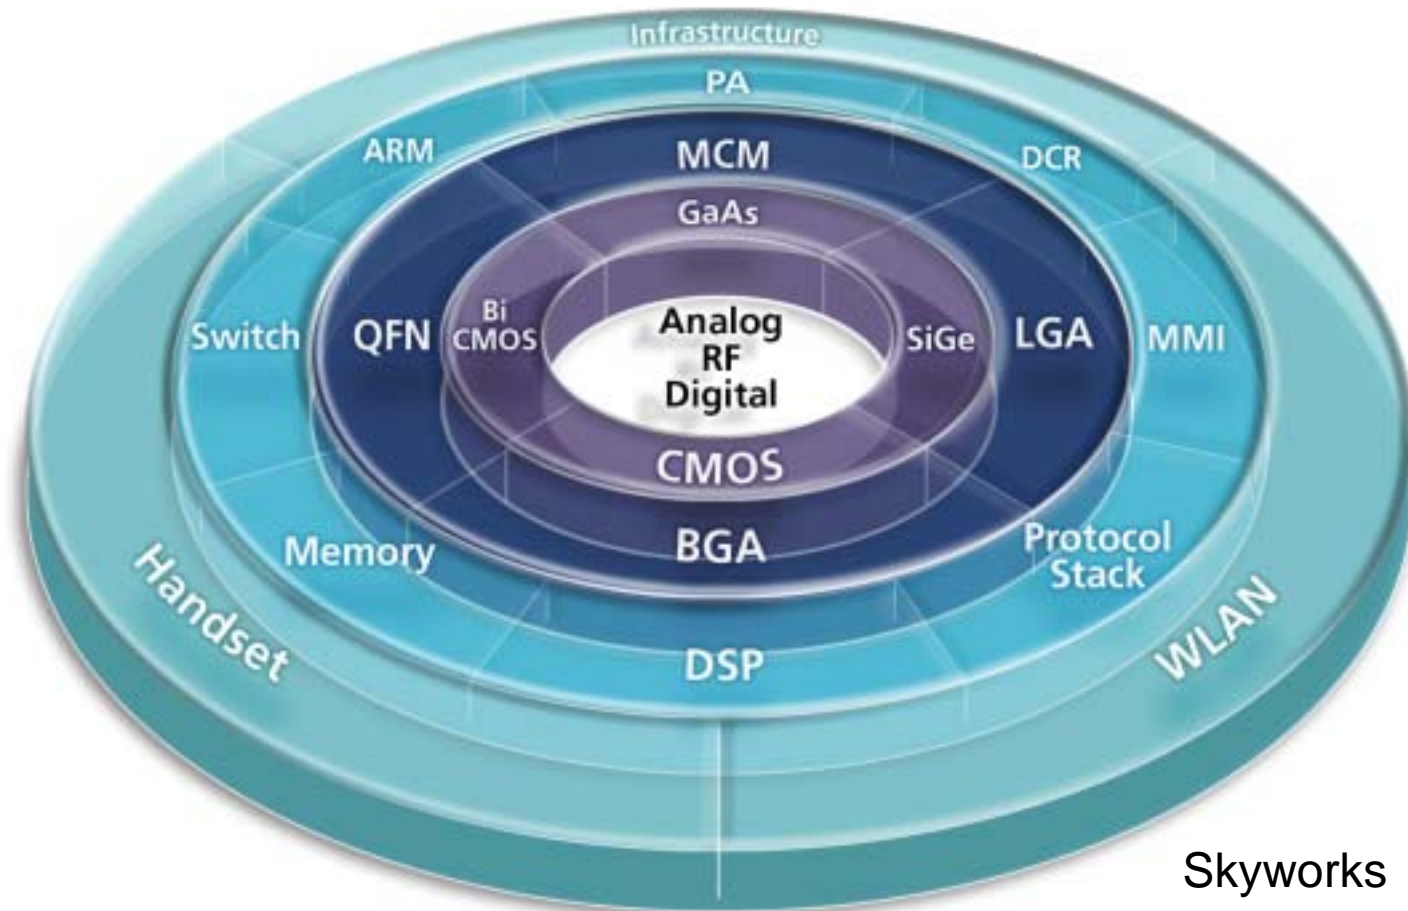 Infrastructure
PA
ARM
MCM
DCR
GaAs
Switch
QFN
Bi
CMOS
Analog
RF
Digital
SiGe
LGA
MMI
CMOS
Memory
BGA
Protocol
Stack
Handset
DSP
WLAN
Skyworks